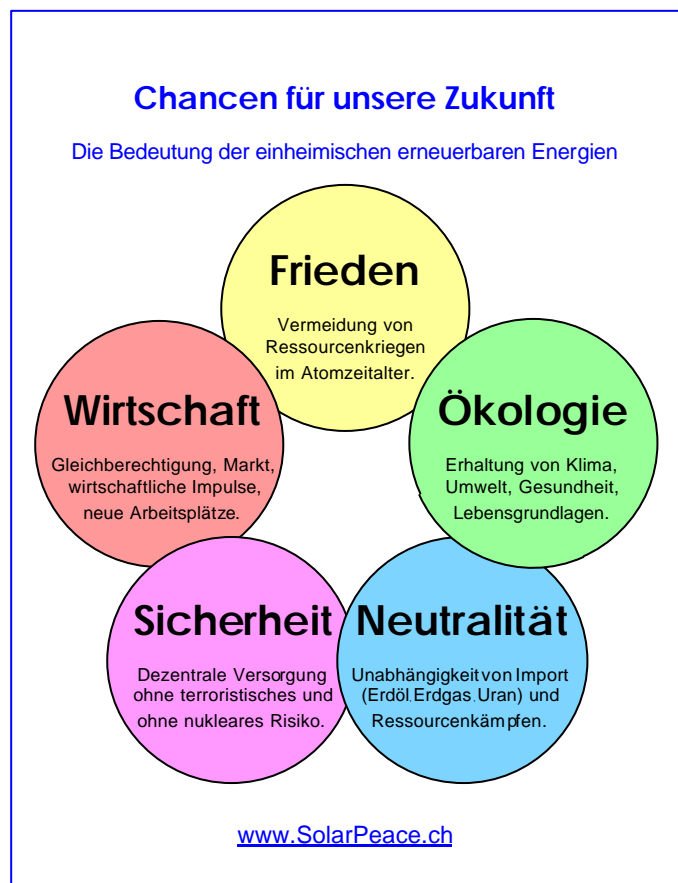 Chancen für unsere Zukunft
Die Bedeutung der einheimischen erneuerbaren Energien
Frieden
Vermeidung von
Ressourcenkriegen
im Atomzeitalter.
Wirtschaft
Gleichberechtigung, Markt,
wirtschaftliche Impulse,
neue Arbeitsplätze.
Ökologie
Erhaltung von Klima,
Umwelt, Gesundheit,
Lebensgrundlagen.
Sicherheit
Dezentrale Versorgung
ohne terroristisches und
ohne nukleares Risiko.
Neutralität
Unabhängigkeit von Import
(Erdöl, Erdgas, Uran) und
Ressourcenkämpfen.
www.SolarPeace.ch